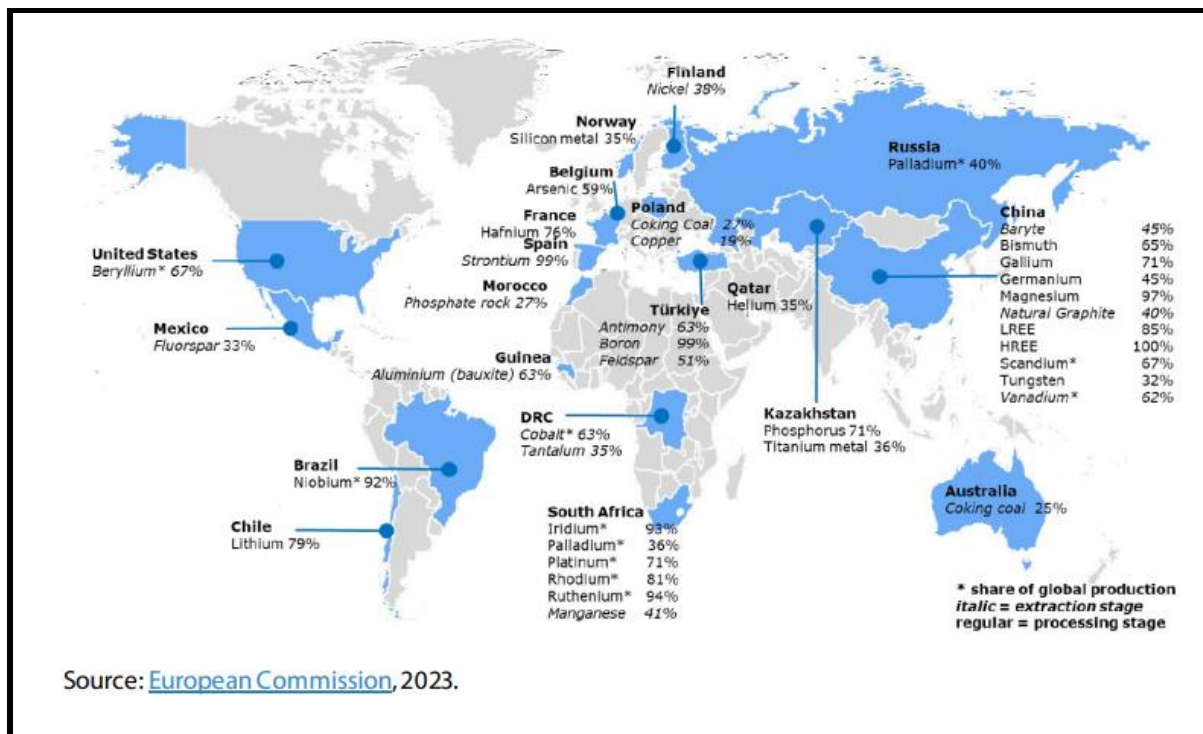 Finland
Nickel 38%
Norway
Silicon metal 35%
Belgium
Arsenic 59%
France
Hafnium 76%
Spain
Strontium 99%
Poland
Coking Coal 27%
Copper 19%
Russia
Palladium* 40%
United States
Beryllium* 67%
Mexico
Fluorspar 33%
Morocco
Phosphate rock 27%
Türkiye
Antimony 63%
Boron 99%
Feldspar 51%
Qatar
Helium 35%
China
Baryte 45%
Bismuth 65%
Gallium 71%
Germanium 45%
Magnesium 97%
Natural Graphite 40%
LREE 85%
HREE 100%
Scandium* 67%
Tungsten 32%
Vanadium* 62%
Guinea
Aluminium (bauxite) 63%
DRC
Cobalt* 63%
Tantalum 35%
Kazakhstan
Phosphorus 71%
Titanium metal 36%
Brazil
Niobium* 92%
Chile
Lithium 79%
South Africa
Iridium* 93%
Palladium* 36%
Platinum* 71%
Rhodium* 81%
Ruthenium* 94%
Manganese 41%
Australia
Coking coal 25%
* share of global production
italic = extraction stage
regular = processing stage
Source: European Commission, 2023.